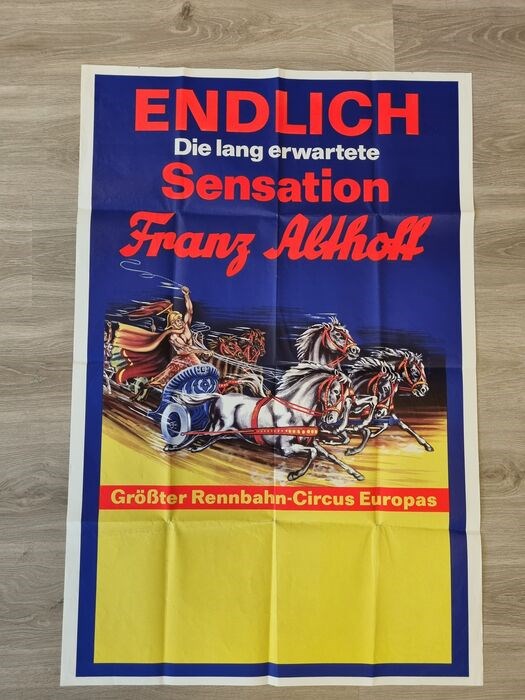 ENDLICH
Die lang erwartete
Sensation
Franz Althoff
Größter Rennbahn-Circus Europas